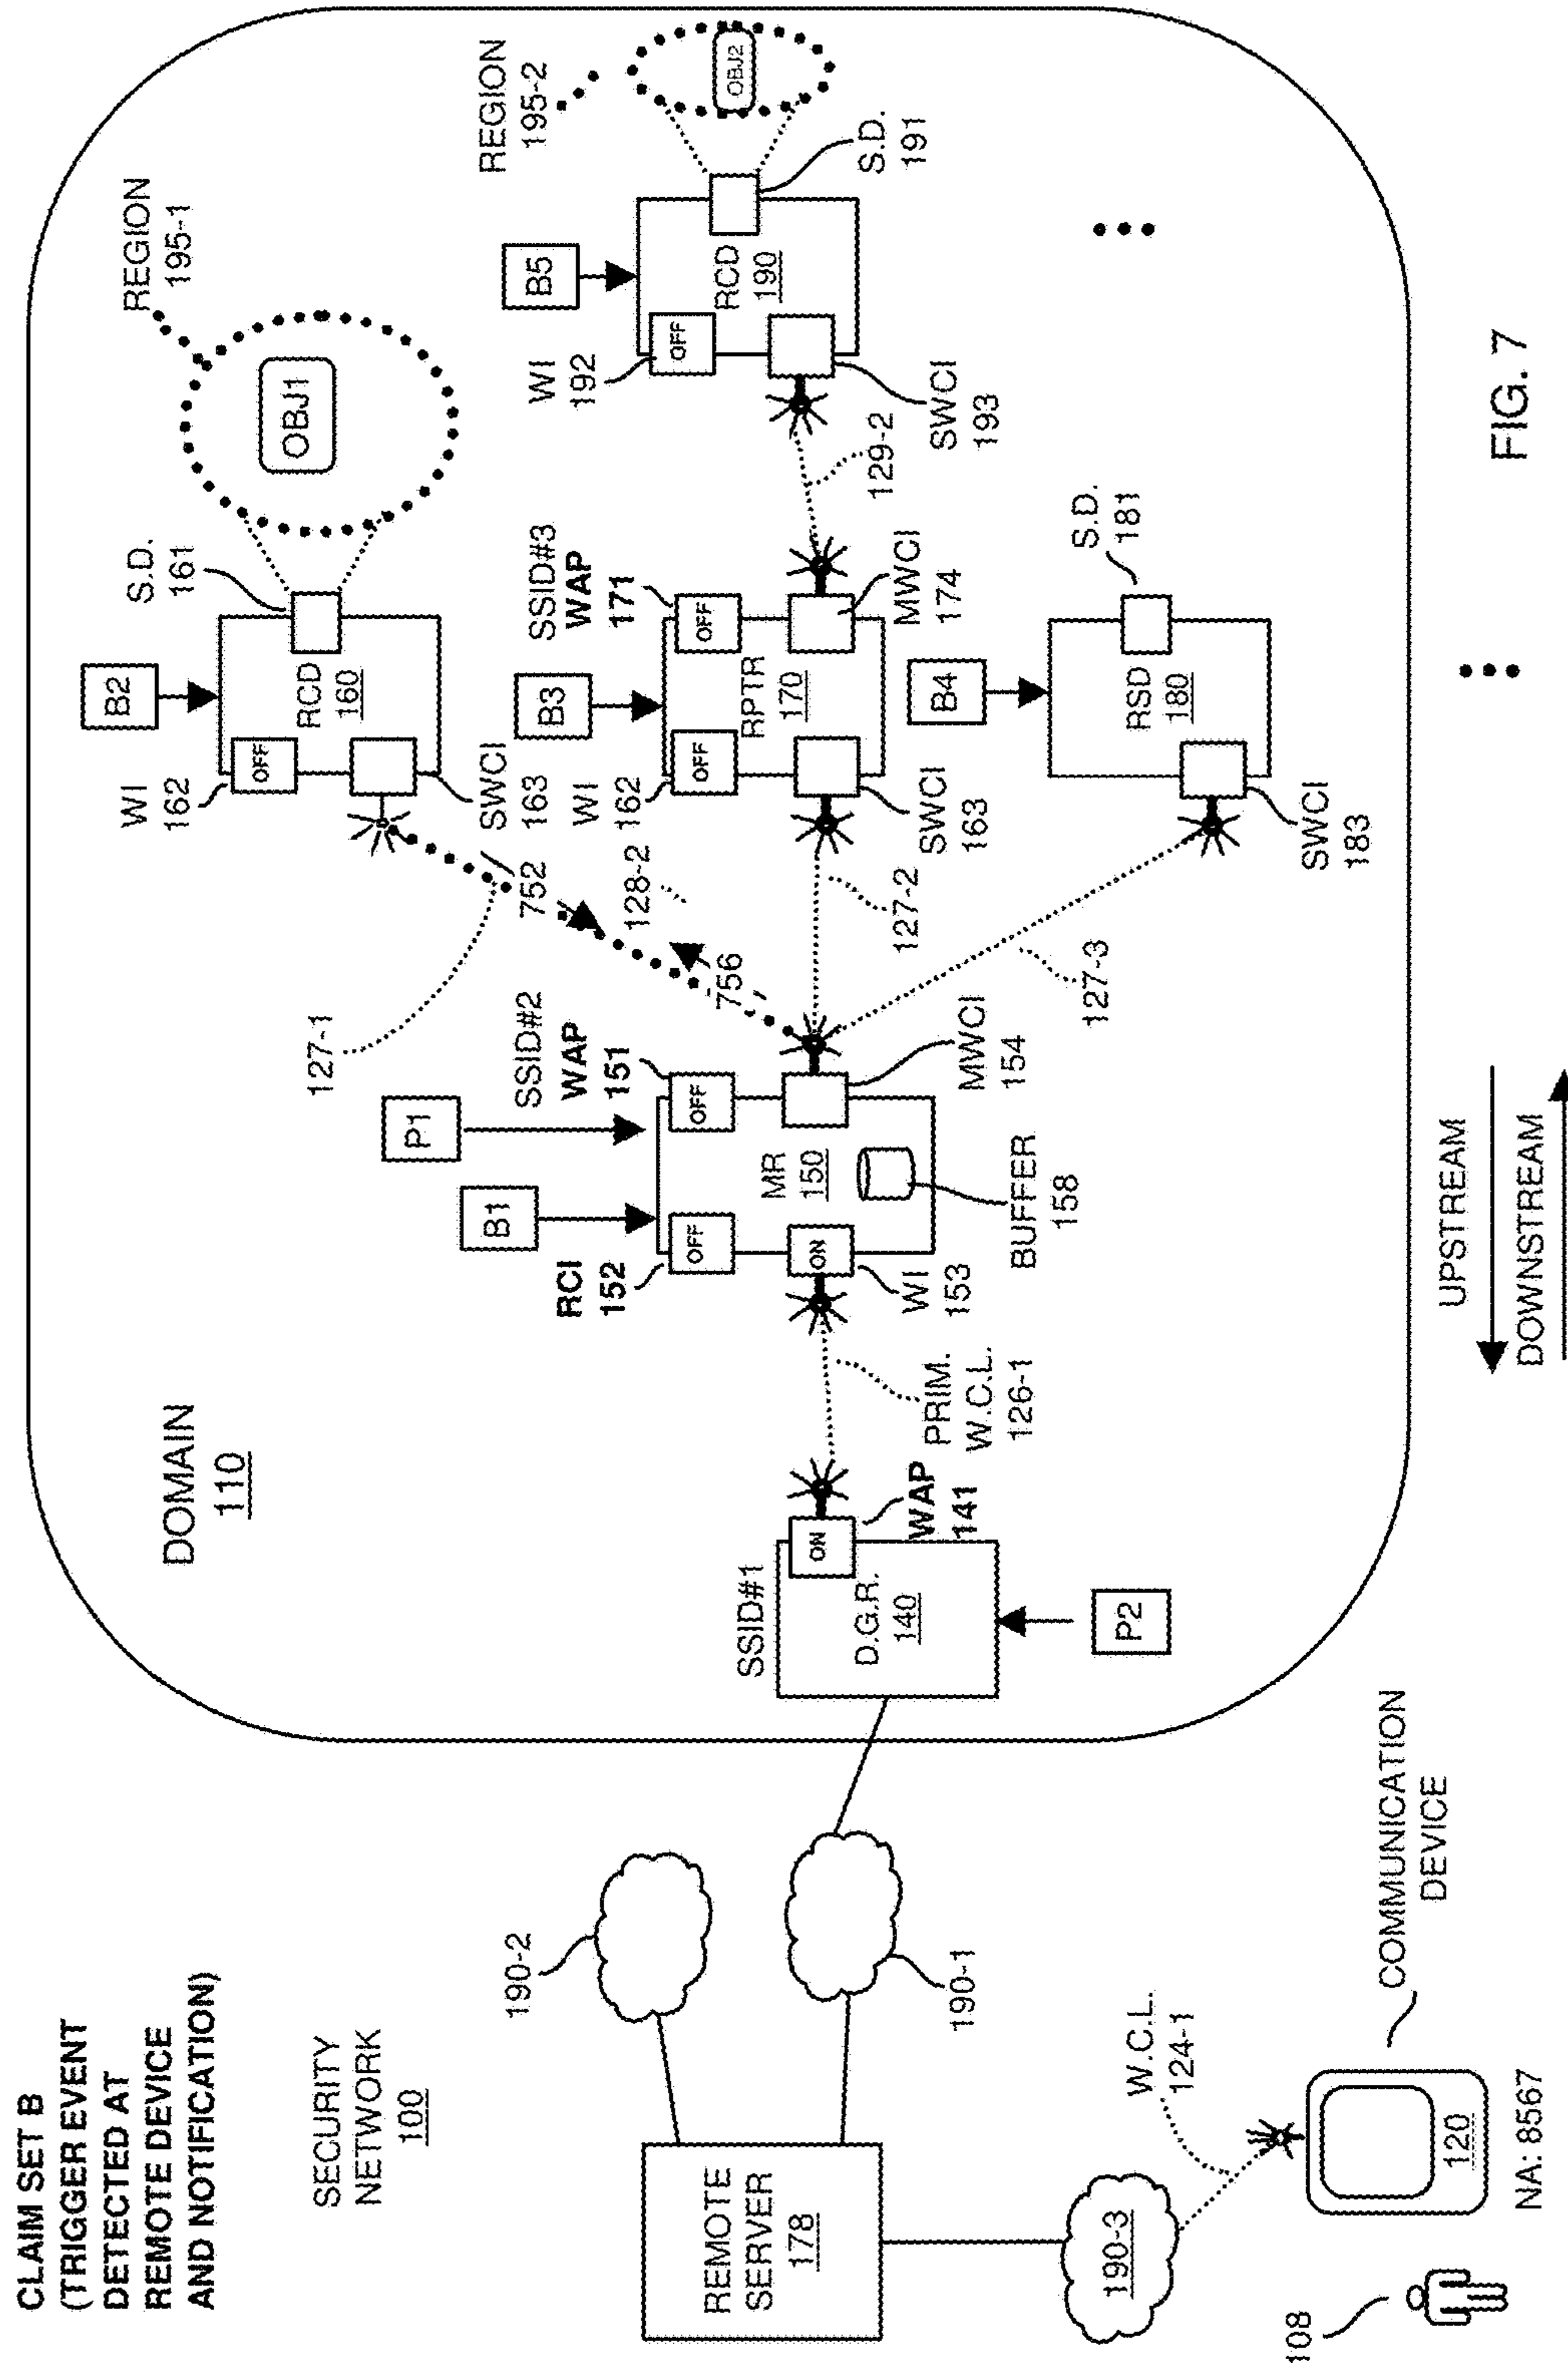 CLAIM SET B
(TRIGGER EVENT
DETECTED AT
REMOTE DEVICE
AND NOTIFICATION)
SECURITY
NETWORK
100
REMOTE
SERVER
178
190-2
190-1
190-3
W.C.L.
124-1
108
120
NA: 8567
COMMUNICATION
DEVICE
DOMAIN
110
SSID#1
D.G.R.
140
ON
WAP
141
P2
PRIM.
W.C.L.
126-1
B1
P1
RCI
152
OFF
MR
150
ON
WI
153
BUFFER
158
SSID#2
WAP
151
OFF
MWCI
154
127-1
752
756
128-2
127-2
127-3
B2
WI
162
OFF
RCD
160
SWCI
163
S.D.
161
REGION
195-1
OBJ1
B3
WI
162
OFF
RPTR
170
SWCI
163
SSID#3
WAP
171
OFF
MWCI
174
129-2
B4
RSD
180
S.D.
181
SWCI
183
B5
WI
192
OFF
RCD
190
SWCI
193
S.D.
191
REGION
195-2
OBJ2
UPSTREAM
DOWNSTREAM
FIG. 7